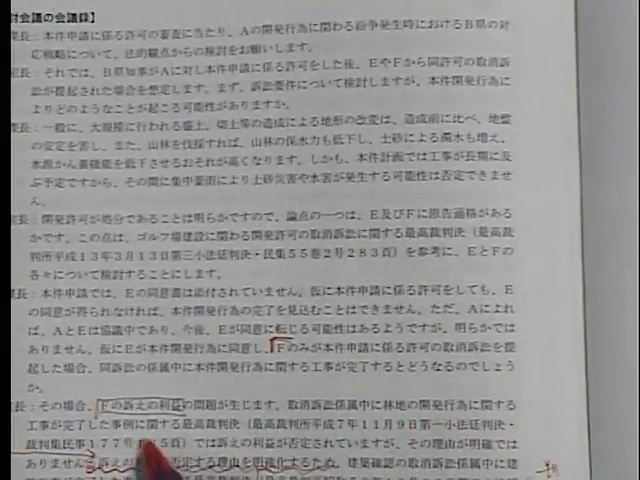 討会議の会議録】
課長：本件申請に係る許可の審査に当たり，Aの開発行為に関わる紛争発生時におけるB県の対
応戦略について，法的観点からの検討をお願いします。
室長：それでは，B県知事がAに対し本件申請に係る許可をした後，EやFから同許可の取消訴
訟が提起された場合を想定します。まず，訴訟要件について検討しますが，本件開発行為に
よりどのようなことが起こる可能性がありますか。
課長：一般に，大規模に行われる盛土，切土等の造成による地形の改変は，造成前に比べ，地盤
の安定を害し，また，山林を伐採すれば，山林の保水力も低下し，土砂による濁水も増え，
水源かん養機能を低下させるおそれが高くなります。しかも，本件計画では工事が長期に及
ぶ予定ですから，その間に集中豪雨により土砂災害や水害が発生する可能性は否定できませ
ん。
室長：開発許可が処分であることは明らかですので，論点の一つは，E及びFに原告適格がある
かです。この点は，ゴルフ場建設に関わる開発許可の取消訴訟に関する最高裁判決（最高裁
判所平成13年3月13日第三小法廷判決・民集55巻2号283頁）を参考に，EとFの
各々について検討することにします。
課長：本件申請では，Eの同意書は添付されていません。仮に本件申請に係る許可をしても，E
の同意が得られなければ，本件開発行為の完了を見込むことはできません。ただ，Aによれ
ば，AとEは協議中であり，今後，Eが同意に転じる可能性はあるようですが，明らかでは
ありません。仮にEが本件開発行為に同意し，Fのみが本件申請に係る許可の取消訴訟を提
起した場合，同訴訟の係属中に本件開発行為に関する工事が完了するとどうなるのでしょう
か。
室長：その場合，Fの訴えの利益の問題が生じます。取消訴訟係属中に林地の開発行為に関する
工事が完了した事例に関する最高裁判決（最高裁判所平成7年11月9日第一小法廷判決・
裁判集民事177号 5頁）では訴えの利益が否定されていますが，その理由が明確では
ありません。訴えの 否定する理由を明確化するため，建築確認の取消訴訟係属中に建